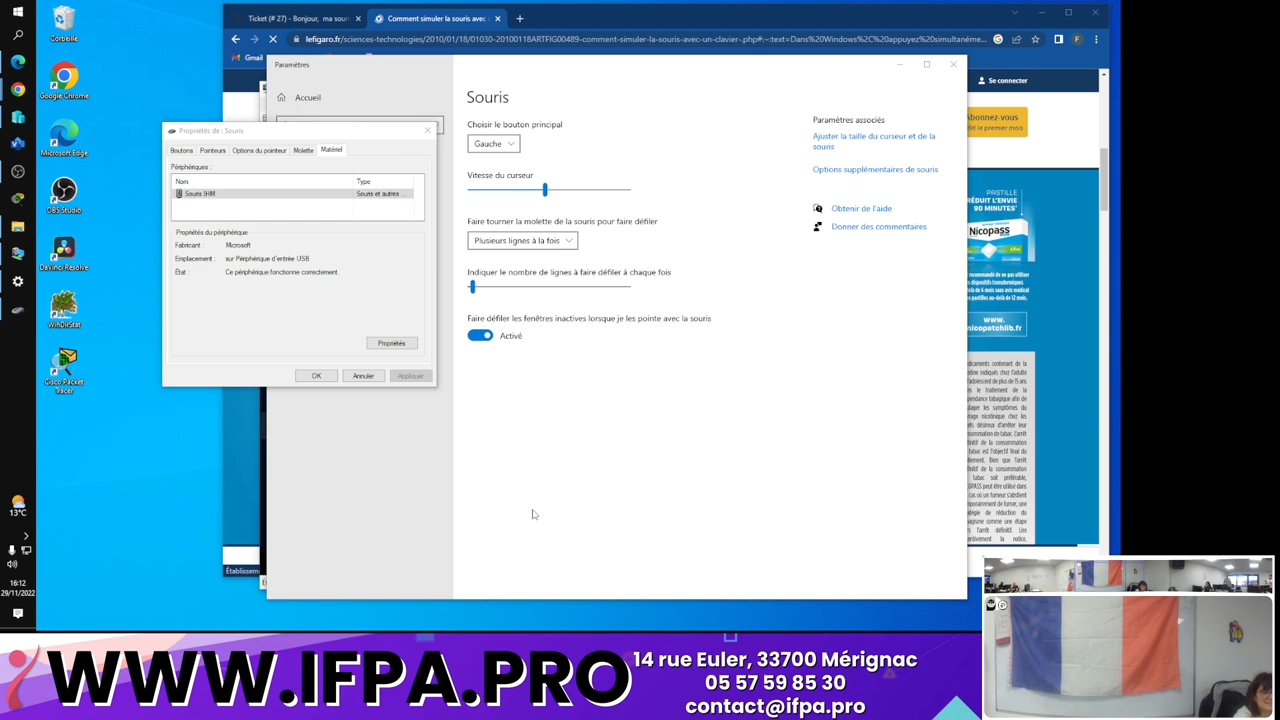 Corbeille
Google Chrome
Microsoft Edge
OBS Studio
DaVinci Resolve
WinDirStat
Cisco Packet
Tracer
13°C
16:12
29/11/2022
Ticket (# 27) - Bonjour, ma sour
Comment simuler la souris avec
lefigaro.fr/sciences-technologies/2010/01/18/01030-20100118ARTFIG00489-comment-simuler-la-souris-avec-un-clavier-.php#:~:text=Dans%20Windows%2C%20appuyez%20simultanéme...
Gmail
Se connecter
Abonnez-vous
Paramètres
Accueil
Souris
Choisir le bouton principal
Gauche
Vitesse du curseur
Faire tourner la molette de la souris pour faire défiler
Plusieurs lignes à la fois
Indiquer le nombre de lignes à faire défiler à chaque fois
Faire défiler les fenêtres inactives lorsque je les pointe avec la souris
Activé
Paramètres associés
Ajuster la taille du curseur et de la
souris
Options supplémentaires de souris
Obtenir de l'aide
Donner des commentaires
Propriétés de : Souris
Boutons Pointeurs Options du pointeur Molette Matériel
Périphériques :
Nom Type
Souris IHM Souris et autres ...
Propriétés du périphérique
Fabricant : Microsoft
Emplacement : sur Périphérique d'entrée USB
État : Ce périphérique fonctionne correctement.
Propriétés
OK Annuler Appliquer
PASTILLE
RÉDUIT L'ENVIE
Nicopass
www.
nicopatchlib.fr
WWW.IFPA.PRO
14 rue Euler, 33700 Mérignac
05 57 59 85 30
contact@ifpa.pro